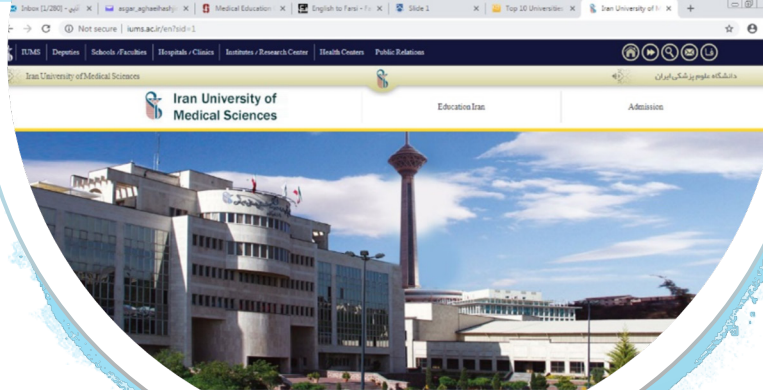 Inbox (1,280) - آنتی
asgar_aghaeihashj
Medical Education
English to Farsi - F
Slide 1
Top 10 Universities
Iran University of M
Not secure | iums.ac.ir/en?sid=1
IUMS | Deputies | Schools /Faculties | Hospitals / Clinics | Institutes / Research Center | Health Centers | Public Relations
Iran University of Medical Sciences
دانشگاه علوم پزشکی ایران
Iran University of
Medical Sciences
Education Iran
Admission